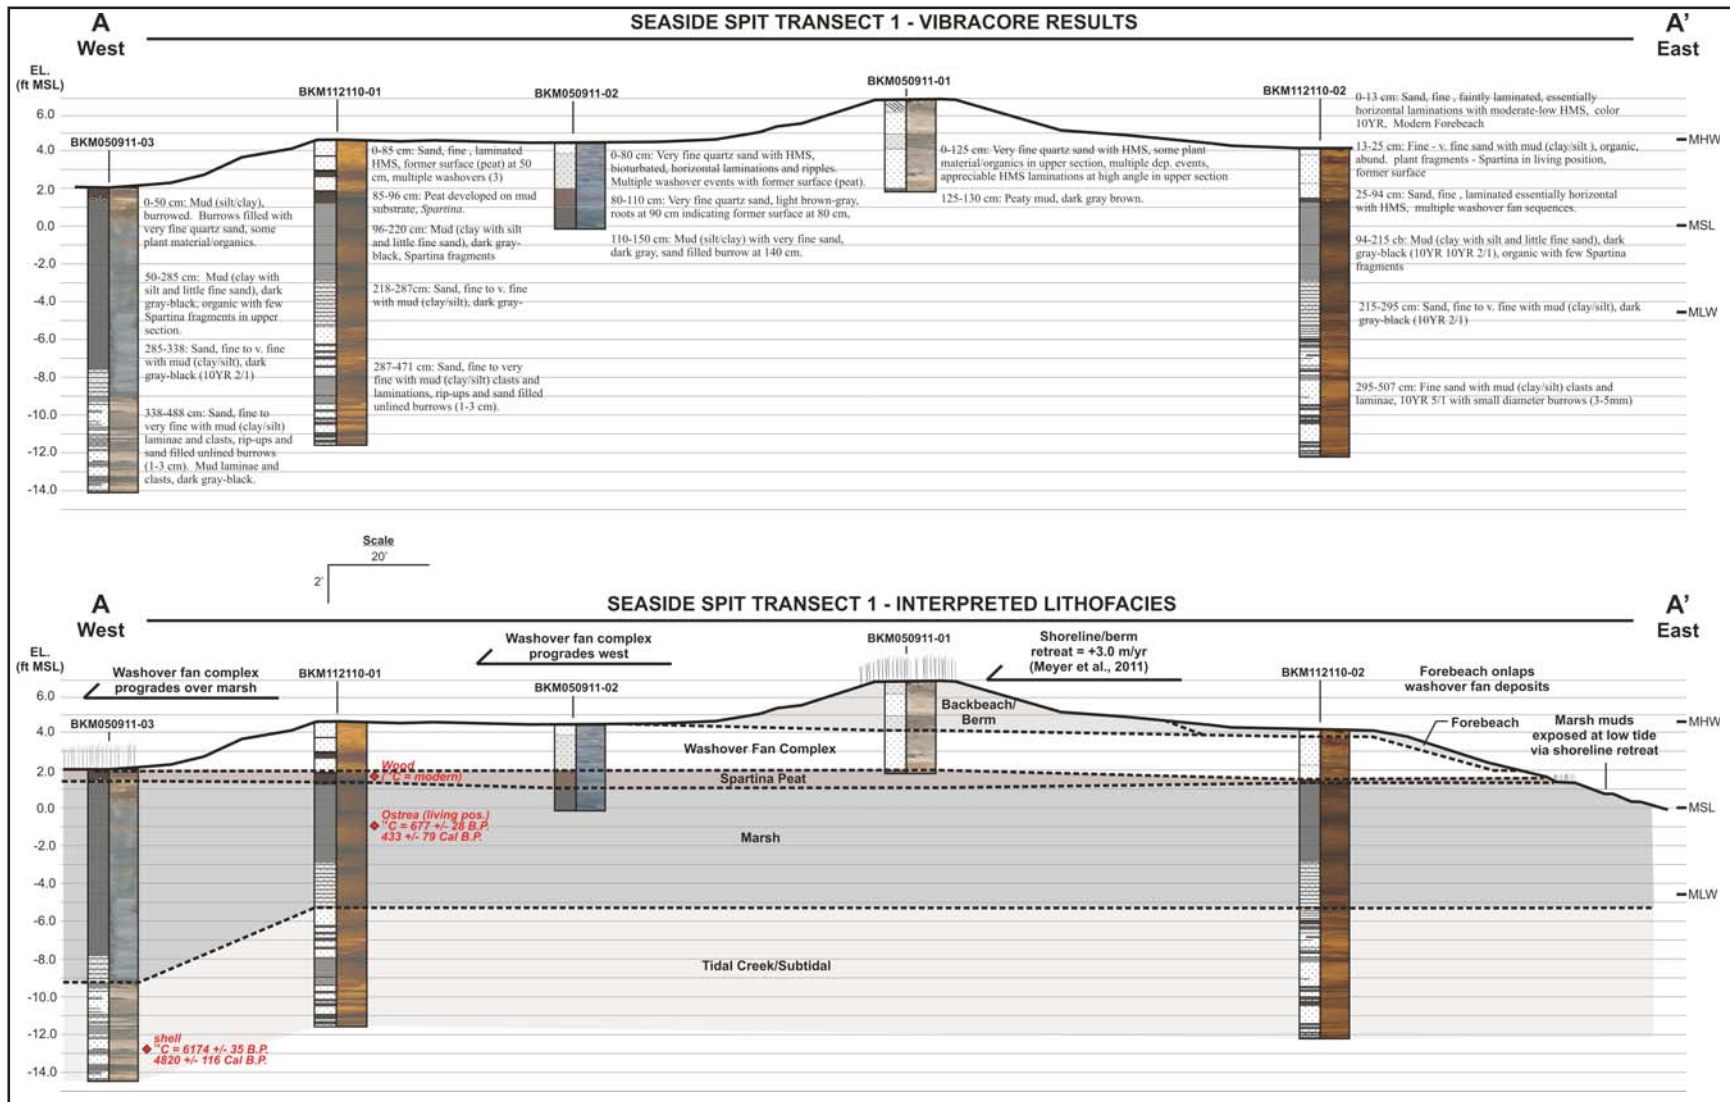 A
SEASIDE SPIT TRANSECT 1 - VIBRACORE RESULTS
A'
West
East
EL.
(ft MSL)
6.0
4.0
2.0
0.0
-2.0
-4.0
-6.0
-8.0
-10.0
-12.0
-14.0
BKM050911-03
BKM112110-01
BKM050911-02
BKM050911-01
BKM112110-02
MHW
MSL
MLW
0-50 cm: Mud (silt/clay),
burrowed. Burrows filled with
very fine quartz sand, some
plant material/organics.
50-285 cm: Mud (clay with
silt and little fine sand), dark
gray-black, organic with few
Spartina fragments in upper
section.
285-338: Sand, fine to v. fine
with mud (clay/silt), dark
gray-black (10YR 2/1)
338-488 cm: Sand, fine to
very fine with mud (clay/silt)
laminae and clasts, rip-ups and
sand filled unlined burrows
(1-3 cm). Mud laminae and
clasts, dark gray-black.
0-85 cm: Sand, fine , laminated
HMS, former surface (peat) at 50
cm, multiple washovers (3)
85-96 cm: Peat developed on mud
substrate, Spartina.
96-220 cm: Mud (clay with silt
and little fine sand), dark gray-
black, Spartina fragments
218-287cm: Sand, fine to v. fine
with mud (clay/silt), dark gray-
287-471 cm: Sand, fine to very
fine with mud (clay/silt) clasts and
laminations, rip-ups and sand filled
unlined burrows (1-3 cm).
0-80 cm: Very fine quartz sand with HMS,
bioturbated, horizontal laminations and ripples.
Multiple washover events with former surface (peat).
80-110 cm: Very fine quartz sand, light brown-gray,
roots at 90 cm indicating former surface at 80 cm,
110-150 cm: Mud (silt/clay) with very fine sand,
dark gray, sand filled burrow at 140 cm.
0-125 cm: Very fine quartz sand with HMS, some plant
material/organics in upper section, multiple dep. events,
appreciable HMS laminations at high angle in upper section
125-130 cm: Peaty mud, dark gray brown.
0-13 cm: Sand, fine , faintly laminated, essentially
horizontal laminations with moderate-low HMS, color
10YR, Modern Forebeach
13-25 cm: Fine - v. fine sand with mud (clay/silt ), organic,
abund. plant fragments - Spartina in living position,
former surface
25-94 cm: Sand, fine , laminated essentially horizontal
with HMS, multiple washover fan sequences.
94-215 cb: Mud (clay with silt and little fine sand), dark
gray-black (10YR 10YR 2/1), organic with few Spartina
fragments
215-295 cm: Sand, fine to v. fine with mud (clay/silt), dark
gray-black (10YR 2/1)
295-507 cm: Fine sand with mud (clay/silt) clasts and
laminae, 10YR 5/1 with small diameter burrows (3-5mm)
Scale
20'
2'
A
SEASIDE SPIT TRANSECT 1 - INTERPRETED LITHOFACIES
A'
West
East
EL.
(ft MSL)
6.0
4.0
2.0
0.0
-2.0
-4.0
-6.0
-8.0
-10.0
-12.0
-14.0
Washover fan complex
progrades over marsh
Washover fan complex
progrades west
Shoreline/berm
retreat = +3.0 m/yr
(Meyer et al., 2011)
Forebeach onlaps
washover fan deposits
BKM050911-03
BKM112110-01
BKM050911-02
BKM050911-01
BKM112110-02
Backbeach/
Berm
Forebeach
Marsh muds
exposed at low tide
via shoreline retreat
MHW
MSL
MLW
Washover Fan Complex
Spartina Peat
Marsh
Tidal Creek/Subtidal
Wood
(¹⁴C = modern)
Ostrea (living pos.)
¹⁴C = 677 +/- 28 B.P.
433 +/- 79 Cal B.P.
shell
¹⁴C = 6174 +/- 35 B.P.
4820 +/- 116 Cal B.P.